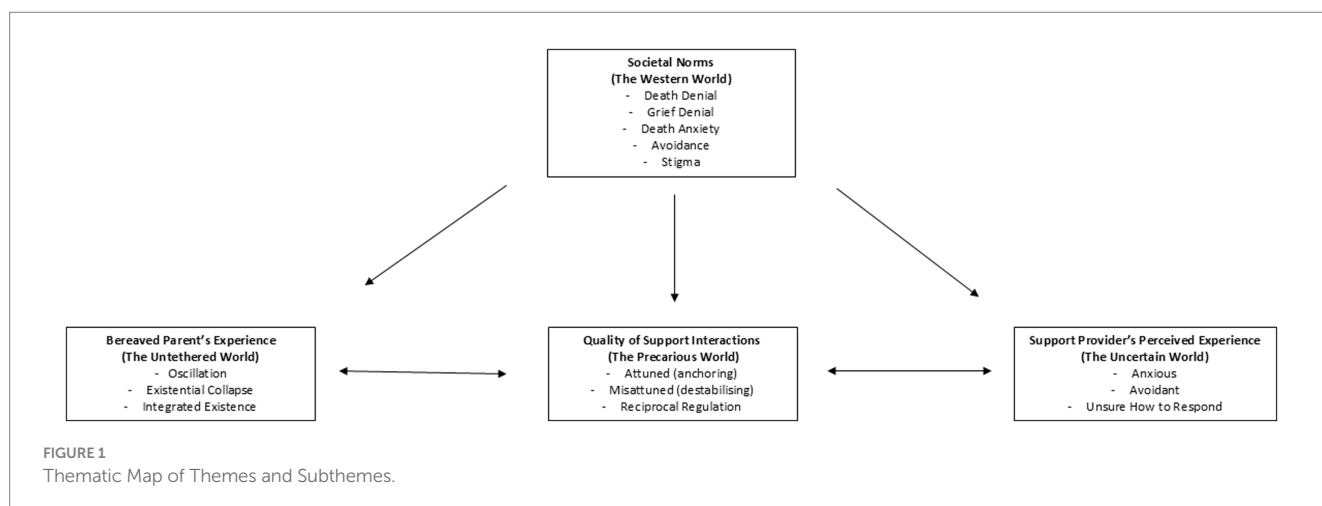 Societal Norms
(The Western World)
- Death Denial
- Grief Denial
- Death Anxiety
- Avoidance
- Stigma
Bereaved Parent's Experience
(The Untethered World)
- Oscillation
- Existential Collapse
- Integrated Existence
Quality of Support Interactions
(The Precarious World)
- Attuned (anchoring)
- Misattuned (destabilising)
- Reciprocal Regulation
Support Provider's Perceived Experience
(The Uncertain World)
- Anxious
- Avoidant
- Unsure How to Respond
FIGURE 1
Thematic Map of Themes and Subthemes.